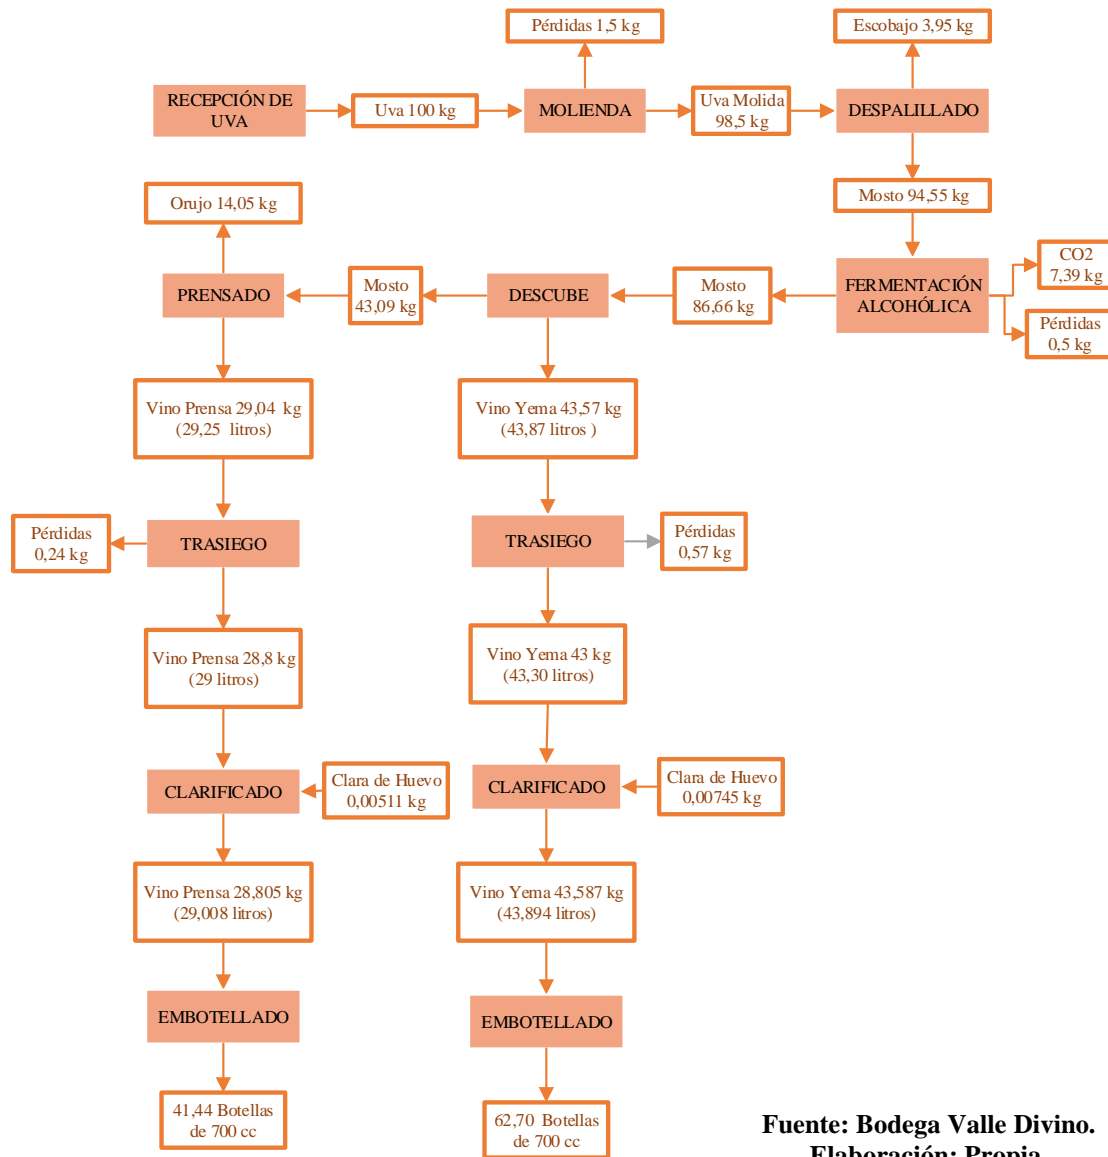 Pérdidas 1,5 kg
Escobajo 3,95 kg
RECEPCIÓN DE
UVA
Uva 100 kg
MOLIENDA
Uva Molida
98,5 kg
DESPALILLADO
Mosto 94,55 kg
Orujo 14,05 kg
CO2
7,39 kg
PRENSADO
Mosto
43,09 kg
DESCUBE
Mosto
86,66 kg
FERMENTACIÓN
ALCOHÓLICA
Pérdidas
0,5 kg
Vino Prensa 29,04 kg
(29,25 litros)
Vino Yema 43,57 kg
(43,87 litros )
Pérdidas
0,24 kg
TRASIEGO
TRASIEGO
Pérdidas
0,57 kg
Vino Prensa 28,8 kg
(29 litros)
Vino Yema 43 kg
(43,30 litros)
CLARIFICADO
Clara de Huevo
0,00511 kg
CLARIFICADO
Clara de Huevo
0,00745 kg
Vino Prensa 28,805 kg
(29,008 litros)
Vino Yema 43,587 kg
(43,894 litros)
EMBOTELLADO
EMBOTELLADO
41,44 Botellas
de 700 cc
62,70 Botellas
de 700 cc
Fuente: Bodega Valle Divino.
Elaboración: Propia